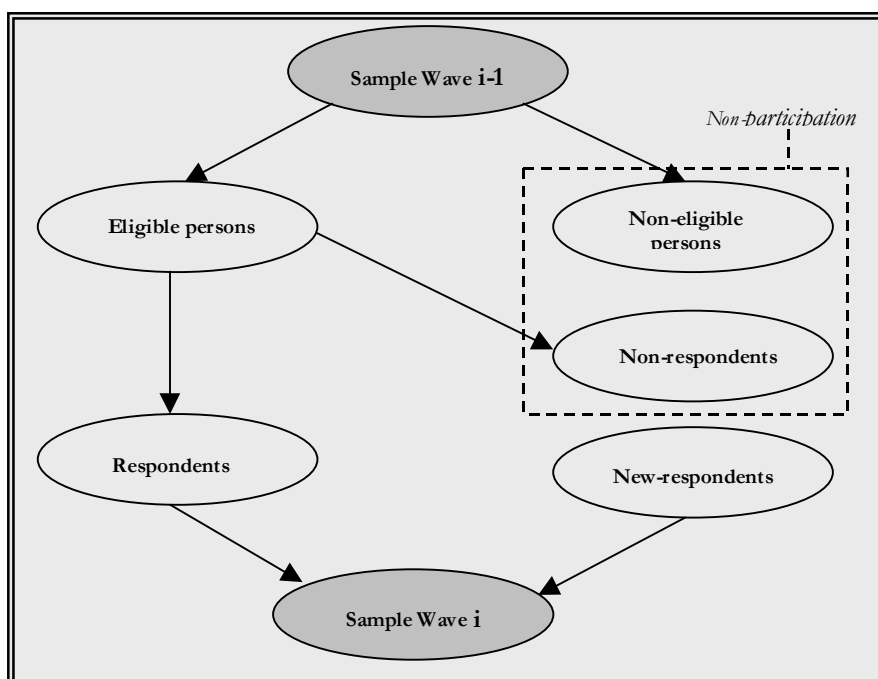 Sample Wave i-1
Non-participation
Eligible persons
Non-eligible
persons
Non-respondents
Respondents
New-respondents
Sample Wave i